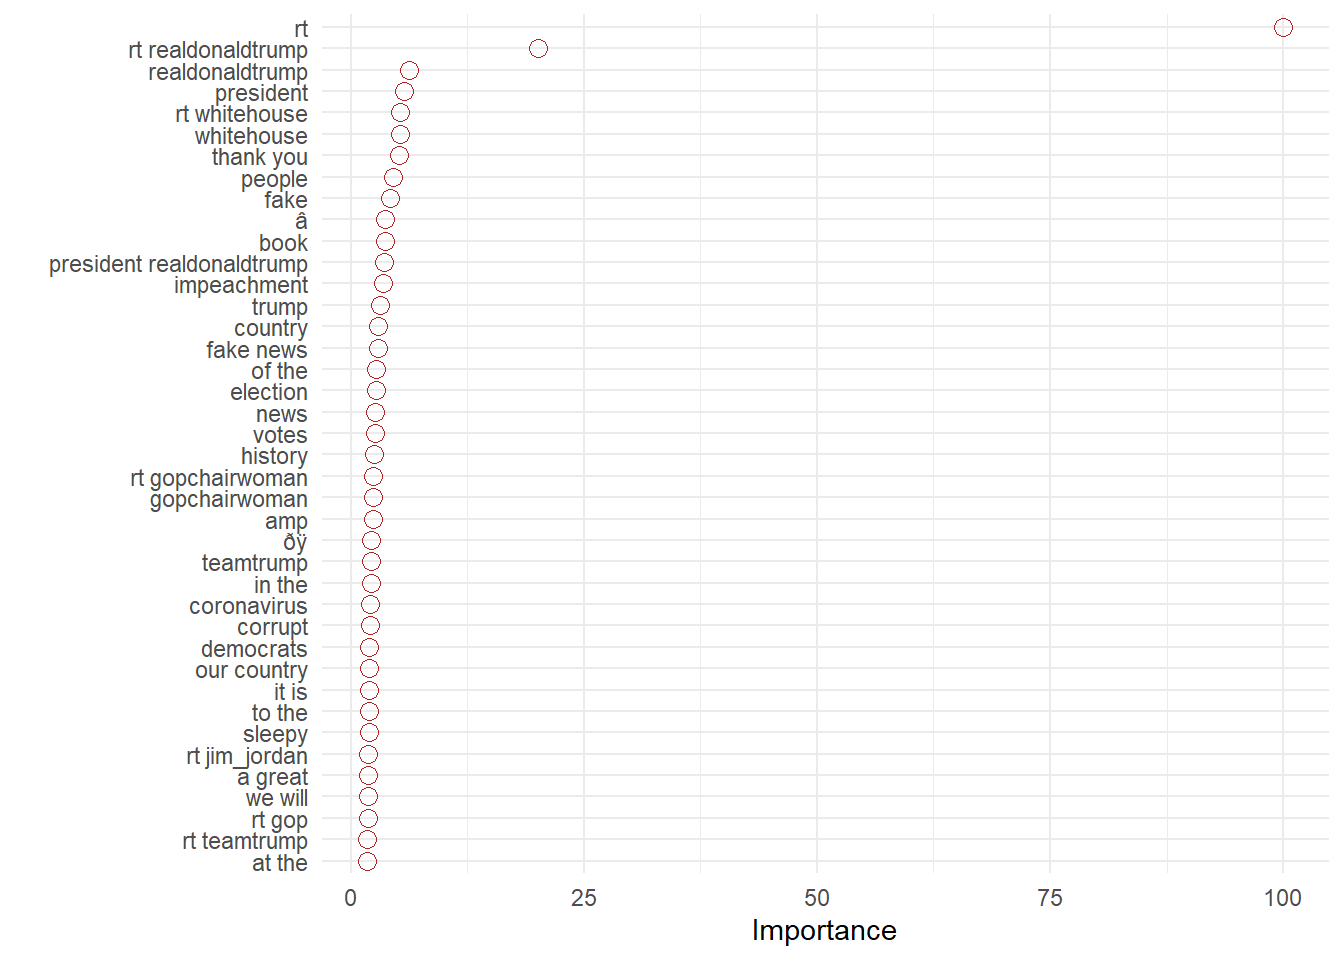 rt
rt realdonaldtrump
realdonaldtrump
president
rt whitehouse
whitehouse
thank you
people
fake
â
book
president realdonaldtrump
impeachment
trump
country
fake news
of the
election
news
votes
history
rt gopchairwoman
gopchairwoman
amp
ðÿ
teamtrump
in the
coronavirus
corrupt
democrats
our country
it is
to the
sleepy
rt jim_jordan
a great
we will
rt gop
rt teamtrump
at the
0 25 50 75 100
Importance